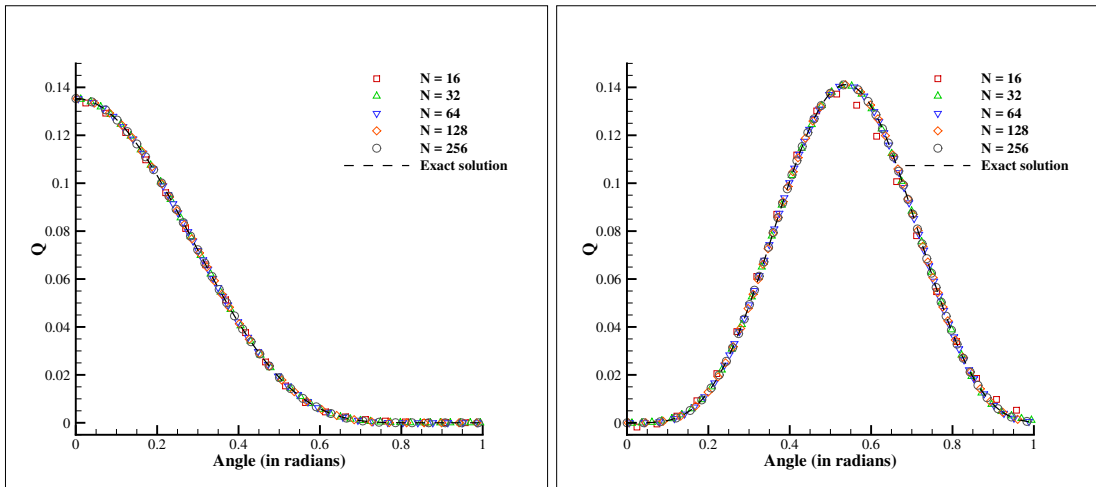 0.14
0.12
0.1
0.08
0.06
0.04
0.02
0
Q
0
0.2
0.4
0.6
0.8
1
Angle (in radians)
N = 16
N = 32
N = 64
N = 128
N = 256
Exact solution
0.14
0.12
0.1
0.08
0.06
0.04
0.02
0
Q
0
0.2
0.4
0.6
0.8
1
Angle (in radians)
N = 16
N = 32
N = 64
N = 128
N = 256
Exact solution